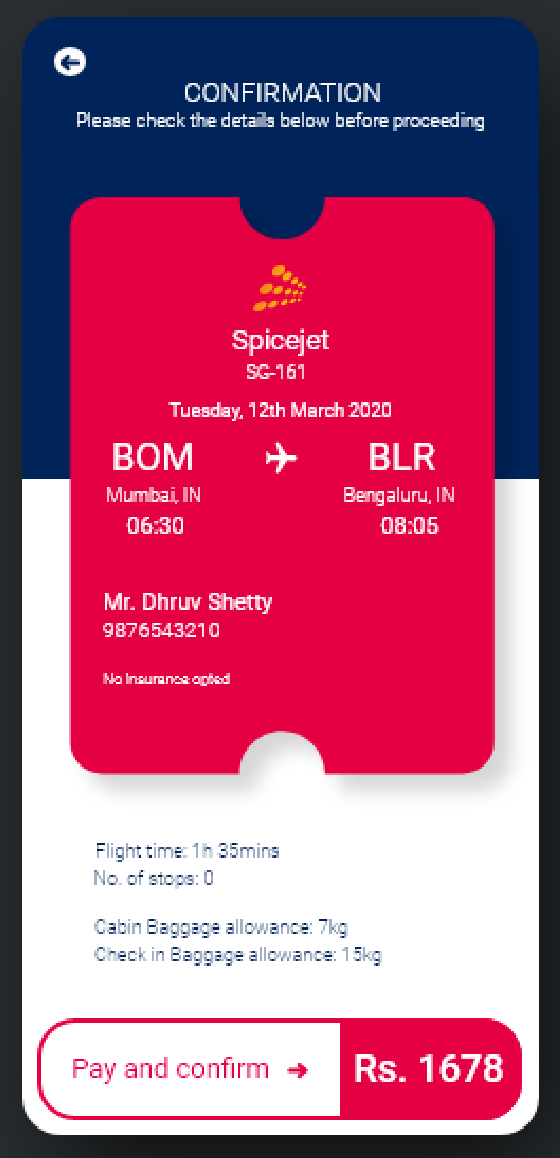 CONFIRMATION
Please check the details below before proceeding
Spicejet
SG-161
Tuesday, 12th March 2020
BOM BLR
Mumbai, IN Bengaluru, IN
06:30 08:05
Mr. Dhruv Shetty
9876543210
No Insurance opted
Flight time: 1h 35mins
No. of stops: 0
Cabin Baggage allowance: 7kg
Check in Baggage allowance: 15kg
Pay and confirm Rs. 1678